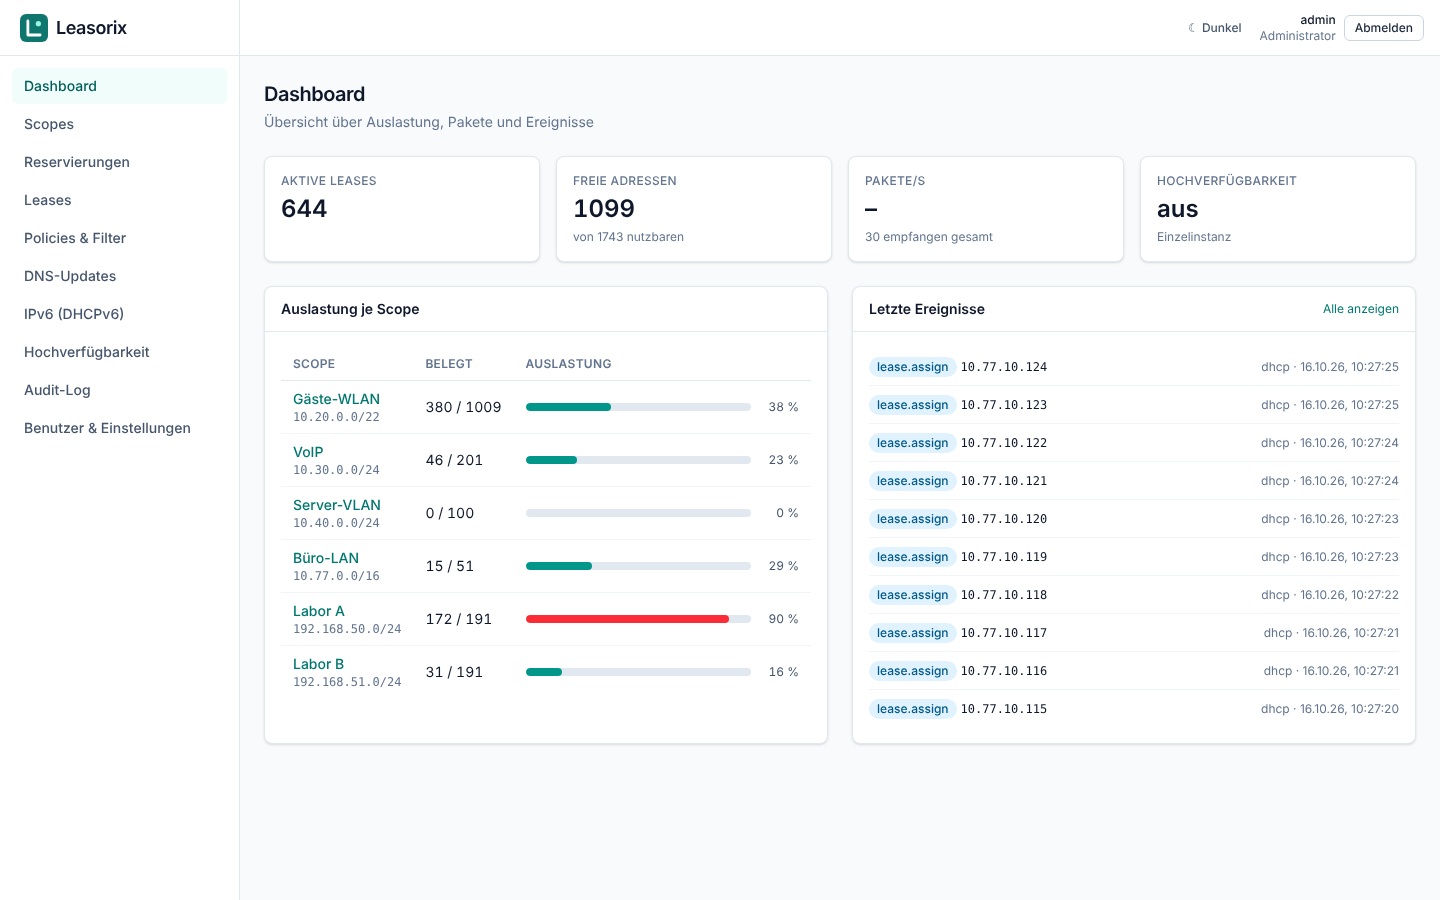 Leasorix
☾ Dunkel
admin
Administrator
Abmelden
Dashboard
Scopes
Reservierungen
Leases
Policies & Filter
DNS-Updates
IPv6 (DHCPv6)
Hochverfügbarkeit
Audit-Log
Benutzer & Einstellungen
Dashboard
Übersicht über Auslastung, Pakete und Ereignisse
AKTIVE LEASES
644
FREIE ADRESSEN
1099
von 1743 nutzbaren
PAKETE/S
–
30 empfangen gesamt
HOCHVERFÜGBARKEIT
aus
Einzelinstanz
Auslastung je Scope
SCOPE BELEGT AUSLASTUNG
Gäste-WLAN
10.20.0.0/22
380 / 1009 38 %
VoIP
10.30.0.0/24
46 / 201 23 %
Server-VLAN
10.40.0.0/24
0 / 100 0 %
Büro-LAN
10.77.0.0/16
15 / 51 29 %
Labor A
192.168.50.0/24
172 / 191 90 %
Labor B
192.168.51.0/24
31 / 191 16 %
Letzte Ereignisse Alle anzeigen
lease.assign 10.77.10.124 dhcp · 16.10.26, 10:27:25
lease.assign 10.77.10.123 dhcp · 16.10.26, 10:27:25
lease.assign 10.77.10.122 dhcp · 16.10.26, 10:27:24
lease.assign 10.77.10.121 dhcp · 16.10.26, 10:27:24
lease.assign 10.77.10.120 dhcp · 16.10.26, 10:27:23
lease.assign 10.77.10.119 dhcp · 16.10.26, 10:27:23
lease.assign 10.77.10.118 dhcp · 16.10.26, 10:27:22
lease.assign 10.77.10.117 dhcp · 16.10.26, 10:27:21
lease.assign 10.77.10.116 dhcp · 16.10.26, 10:27:21
lease.assign 10.77.10.115 dhcp · 16.10.26, 10:27:20